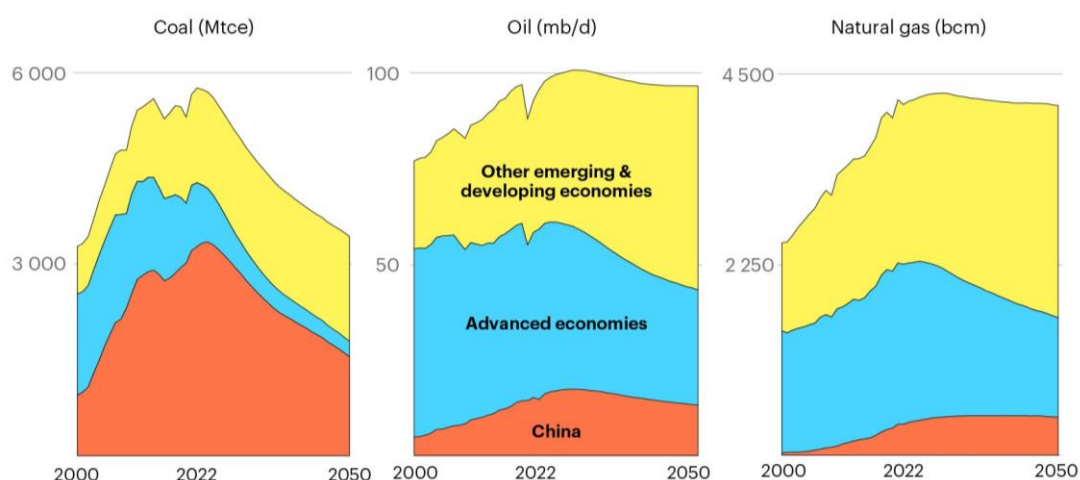 Coal (Mtce)
6 000
3 000
2000
2022
2050
Oil (mb/d)
100
50
Other emerging &
developing economies
Advanced economies
China
2000
2022
2050
Natural gas (bcm)
4 500
2 250
2000
2022
2050